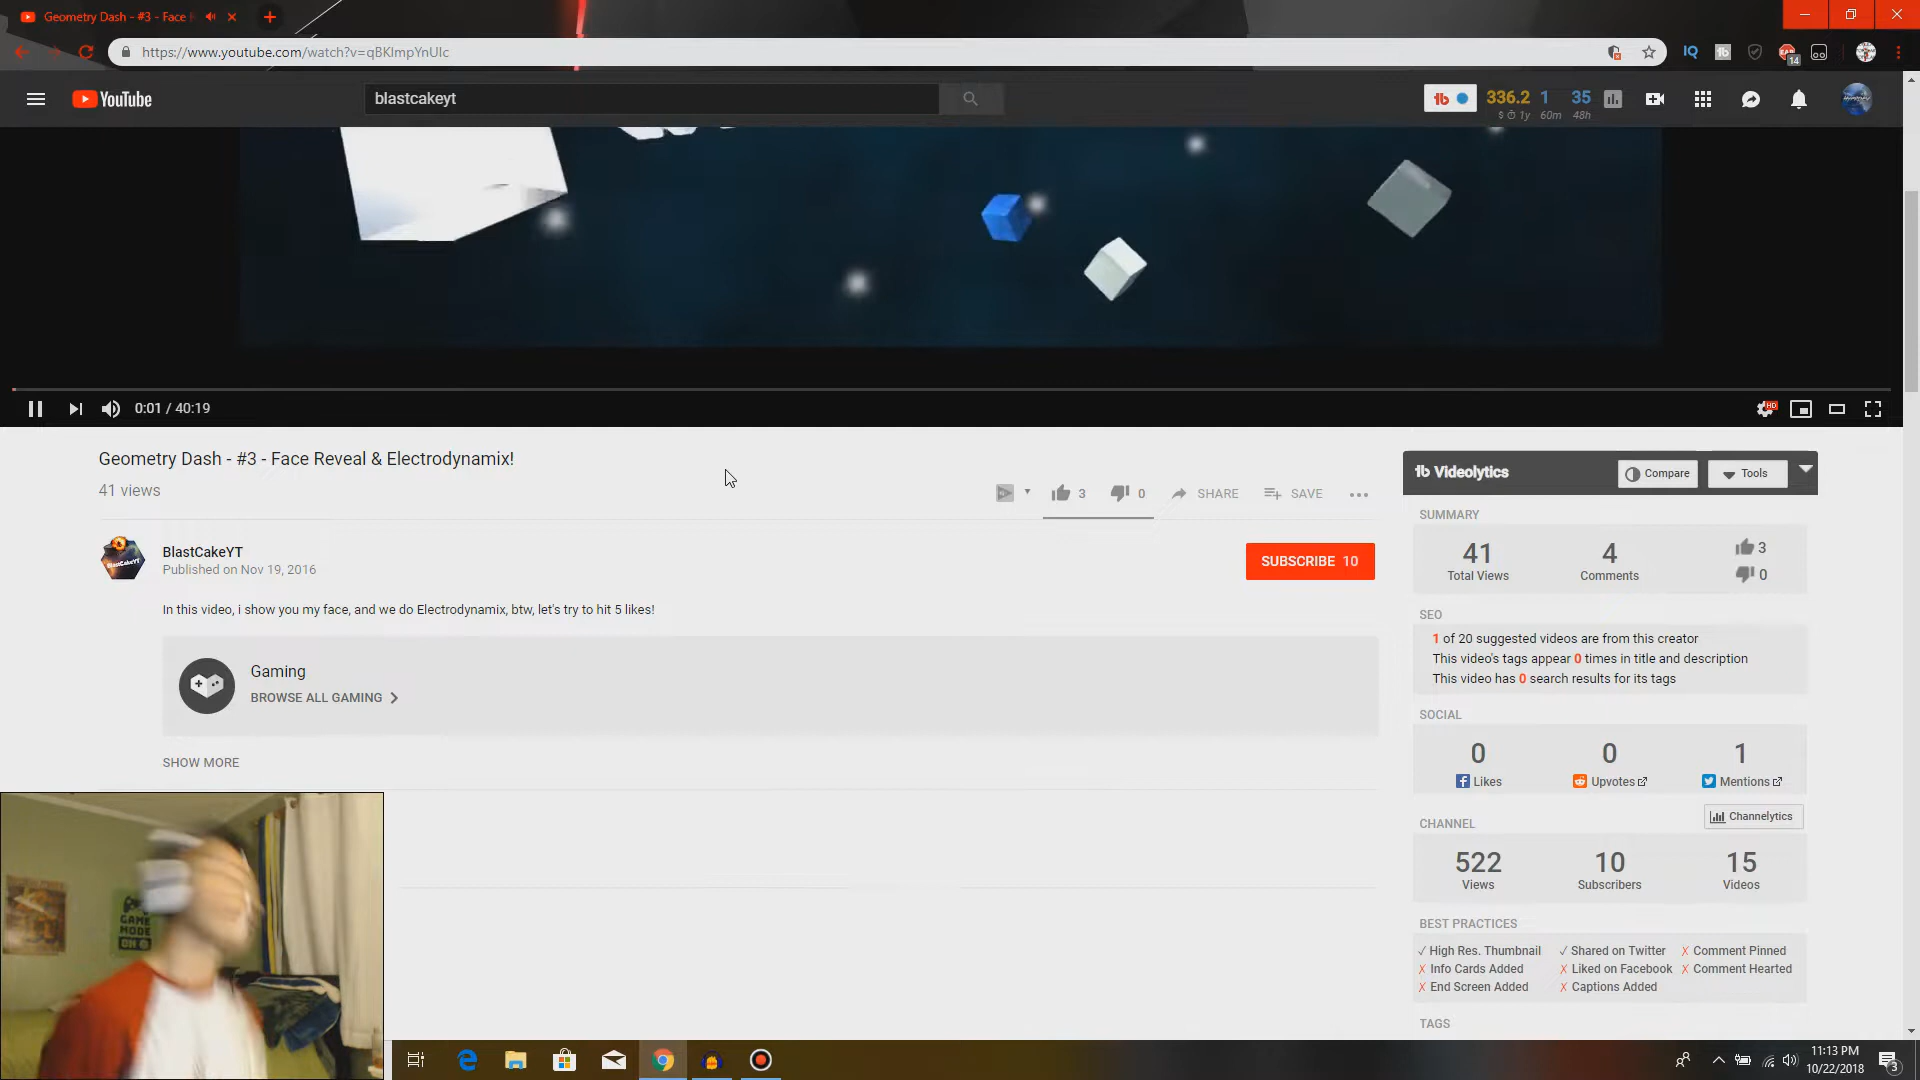 Geometry Dash - #3 - Face
https://www.youtube.com/watch?v=qBKImpYnUIc
14
YouTube
blastcakeyt
336.2 1 35
1y 60m 48h
0:01 / 40:19
HD
Geometry Dash - #3 - Face Reveal & Electrodynamix!
41 views
3 0 SHARE SAVE
BlastCakeYT
Published on Nov 19, 2016
SUBSCRIBE 10
In this video, i show you my face, and we do Electrodynamix, btw, let's try to hit 5 likes!
Gaming
BROWSE ALL GAMING
SHOW MORE
Videolytics
Compare
Tools
SUMMARY
41 4 3
Total Views Comments 0
SEO
1 of 20 suggested videos are from this creator
This video's tags appear 0 times in title and description
This video has 0 search results for its tags
SOCIAL
0 0 1
Likes Upvotes Mentions
CHANNEL
Channelytics
522 10 15
Views Subscribers Videos
BEST PRACTICES
High Res. Thumbnail Shared on Twitter Comment Pinned
Info Cards Added Liked on Facebook Comment Hearted
End Screen Added Captions Added
TAGS
GAME
MODE
ON
11:13 PM
10/22/2018
3